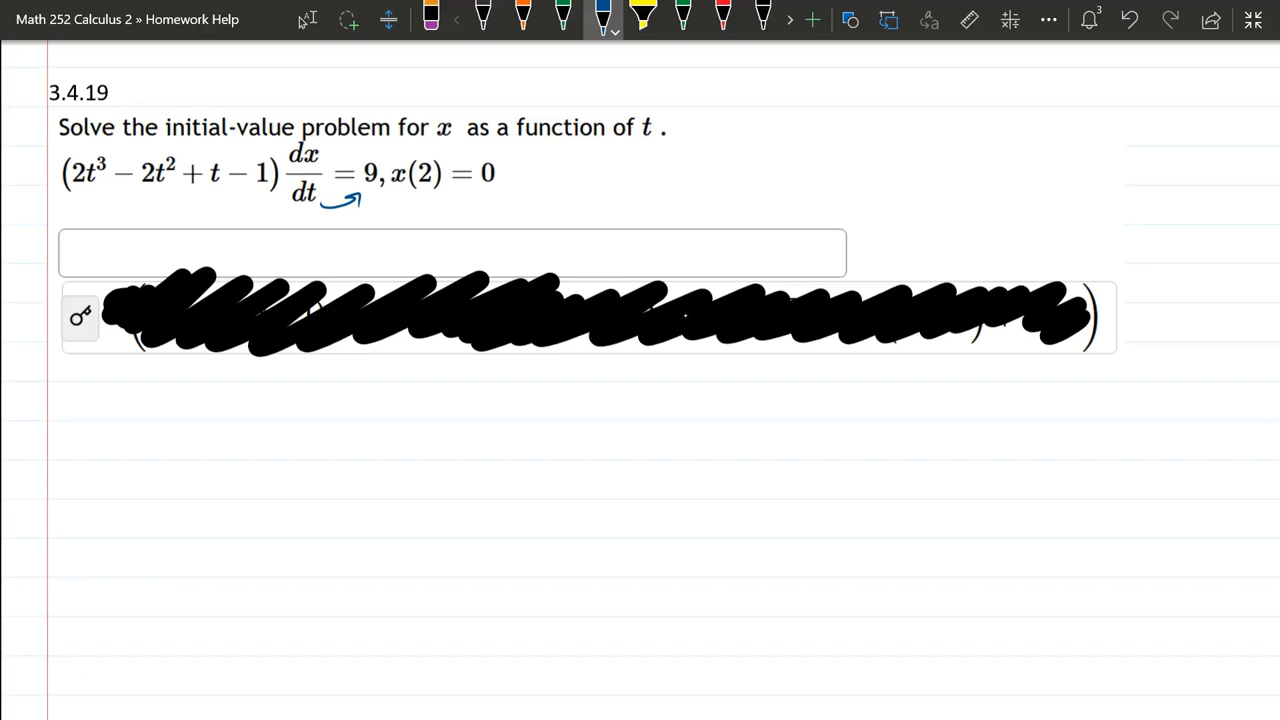 Math 252 Calculus 2 » Homework Help
3
3.4.19
Solve the initial-value problem for x as a function of t .
(2t³ − 2t² + t − 1) dx/dt = 9, x(2) = 0